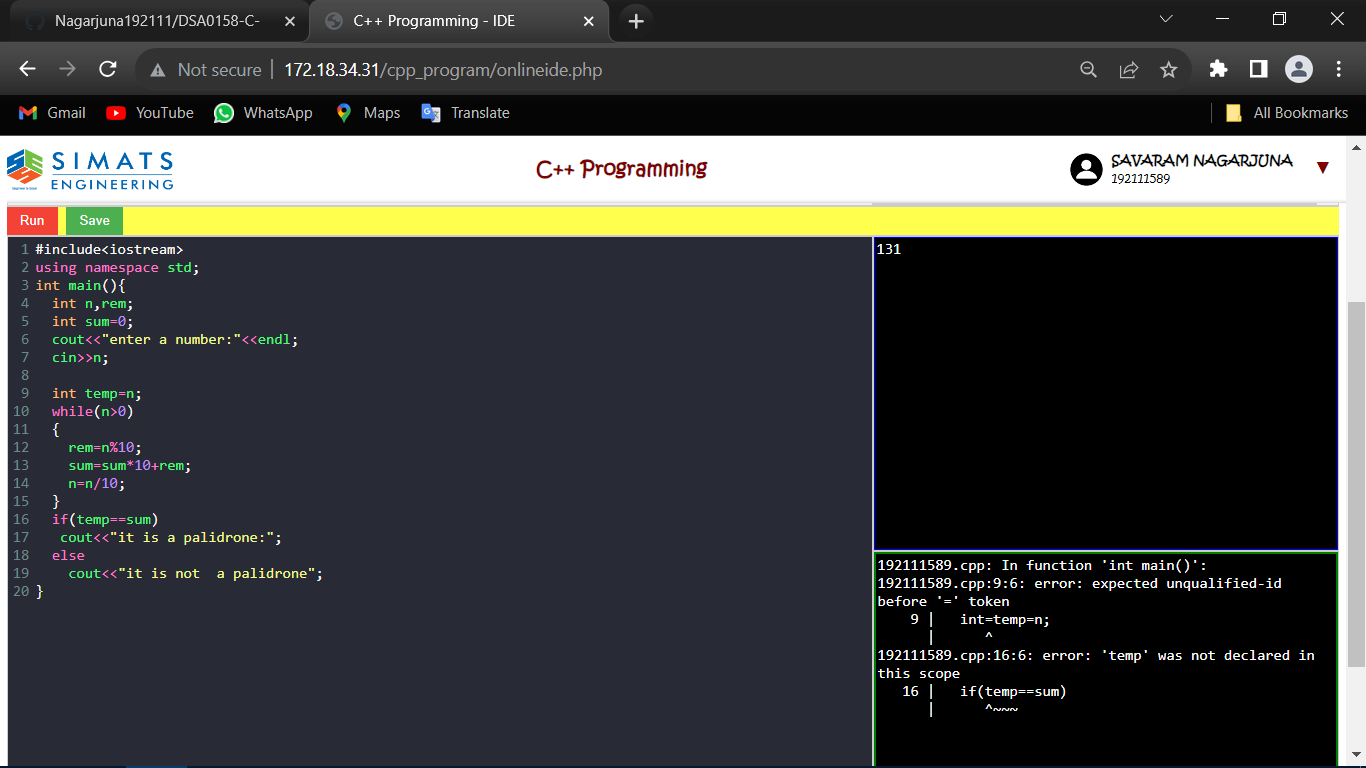 Nagarjuna192111/DSA0158-C-
C++ Programming - IDE
Not secure
172.18.34.31/cpp_program/onlineide.php
Gmail
YouTube
WhatsApp
Maps
Translate
All Bookmarks
SIMATS
ENGINEERING
C++ Programming
SAVARAM NAGARJUNA
192111589
Run
Save
1 #include<iostream>
2 using namespace std;
3 int main(){
4   int n,rem;
5   int sum=0;
6   cout<<"enter a number:"<<endl;
7   cin>>n;
8
9   int temp=n;
10   while(n>0)
11   {
12     rem=n%10;
13     sum=sum*10+rem;
14     n=n/10;
15   }
16   if(temp==sum)
17    cout<<"it is a palidrone:";
18   else
19     cout<<"it is not  a palidrone";
20 }
131
192111589.cpp: In function 'int main()':
192111589.cpp:9:6: error: expected unqualified-id
before '=' token
    9 |   int=temp=n;
      |      ^
192111589.cpp:16:6: error: 'temp' was not declared in
this scope
   16 |   if(temp==sum)
      |      ^~~~